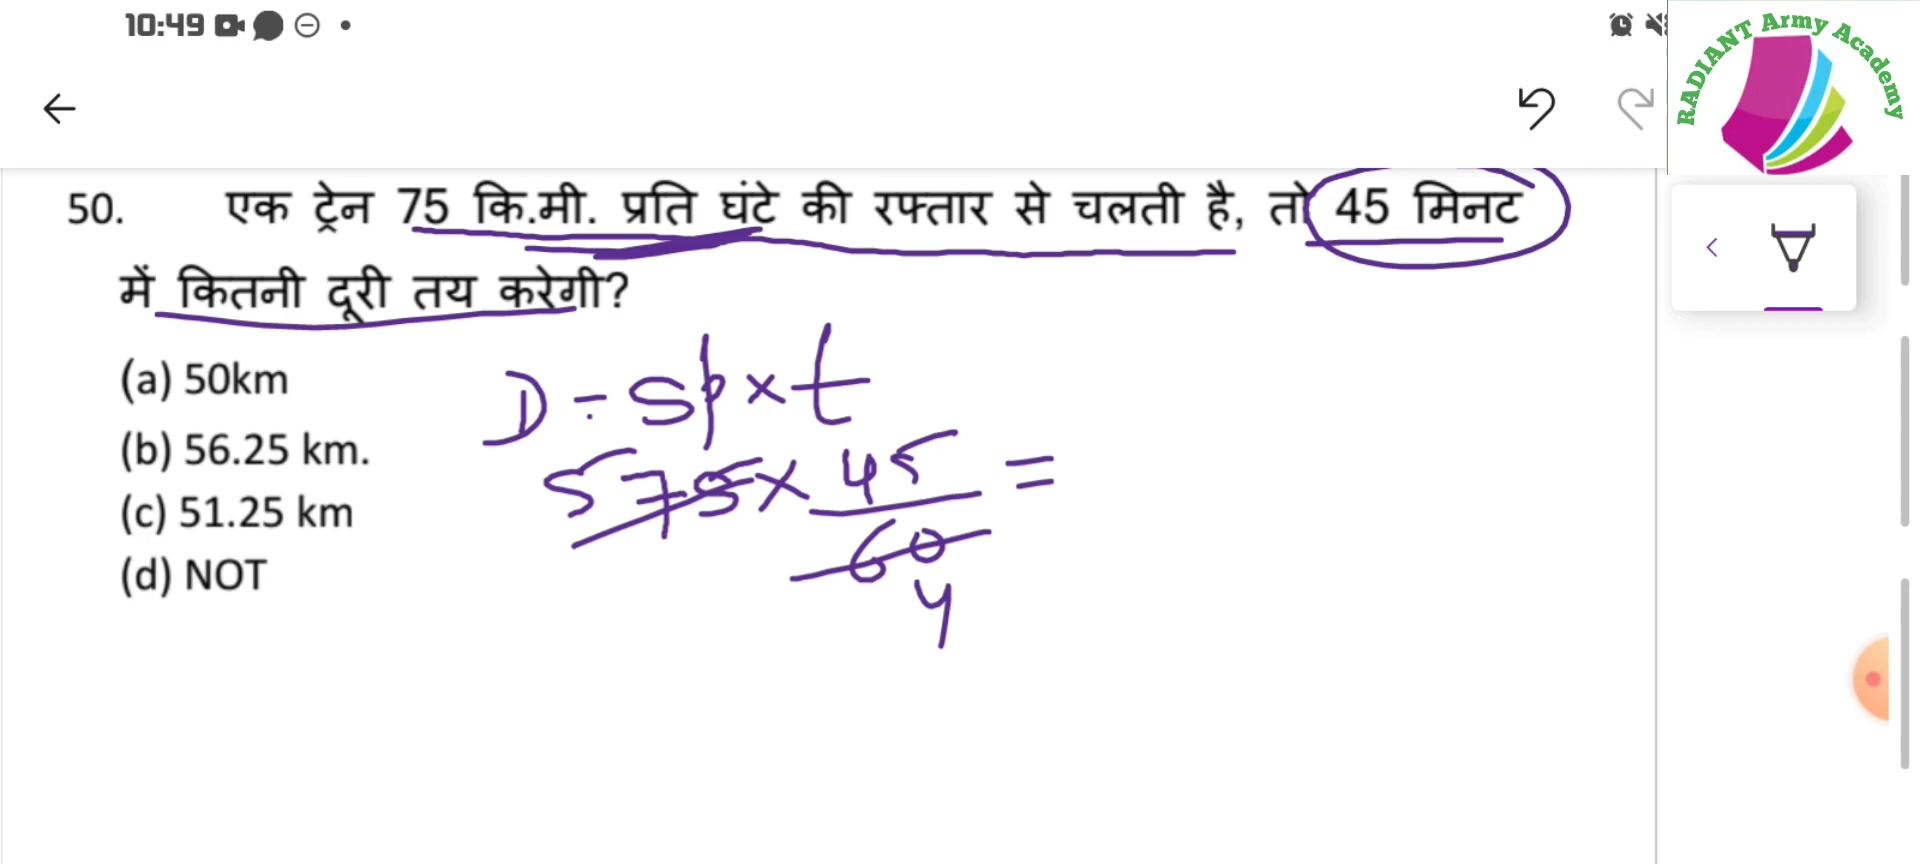 10:49
RADIANT Army Academy
50. एक ट्रेन 75 कि.मी. प्रति घंटे की रफ्तार से चलती है, तो 45 मिनट
में कितनी दूरी तय करेगी?
(a) 50km
(b) 56.25 km.
(c) 51.25 km
(d) NOT
D = Sp × t
5 75 × 45 =
60
4